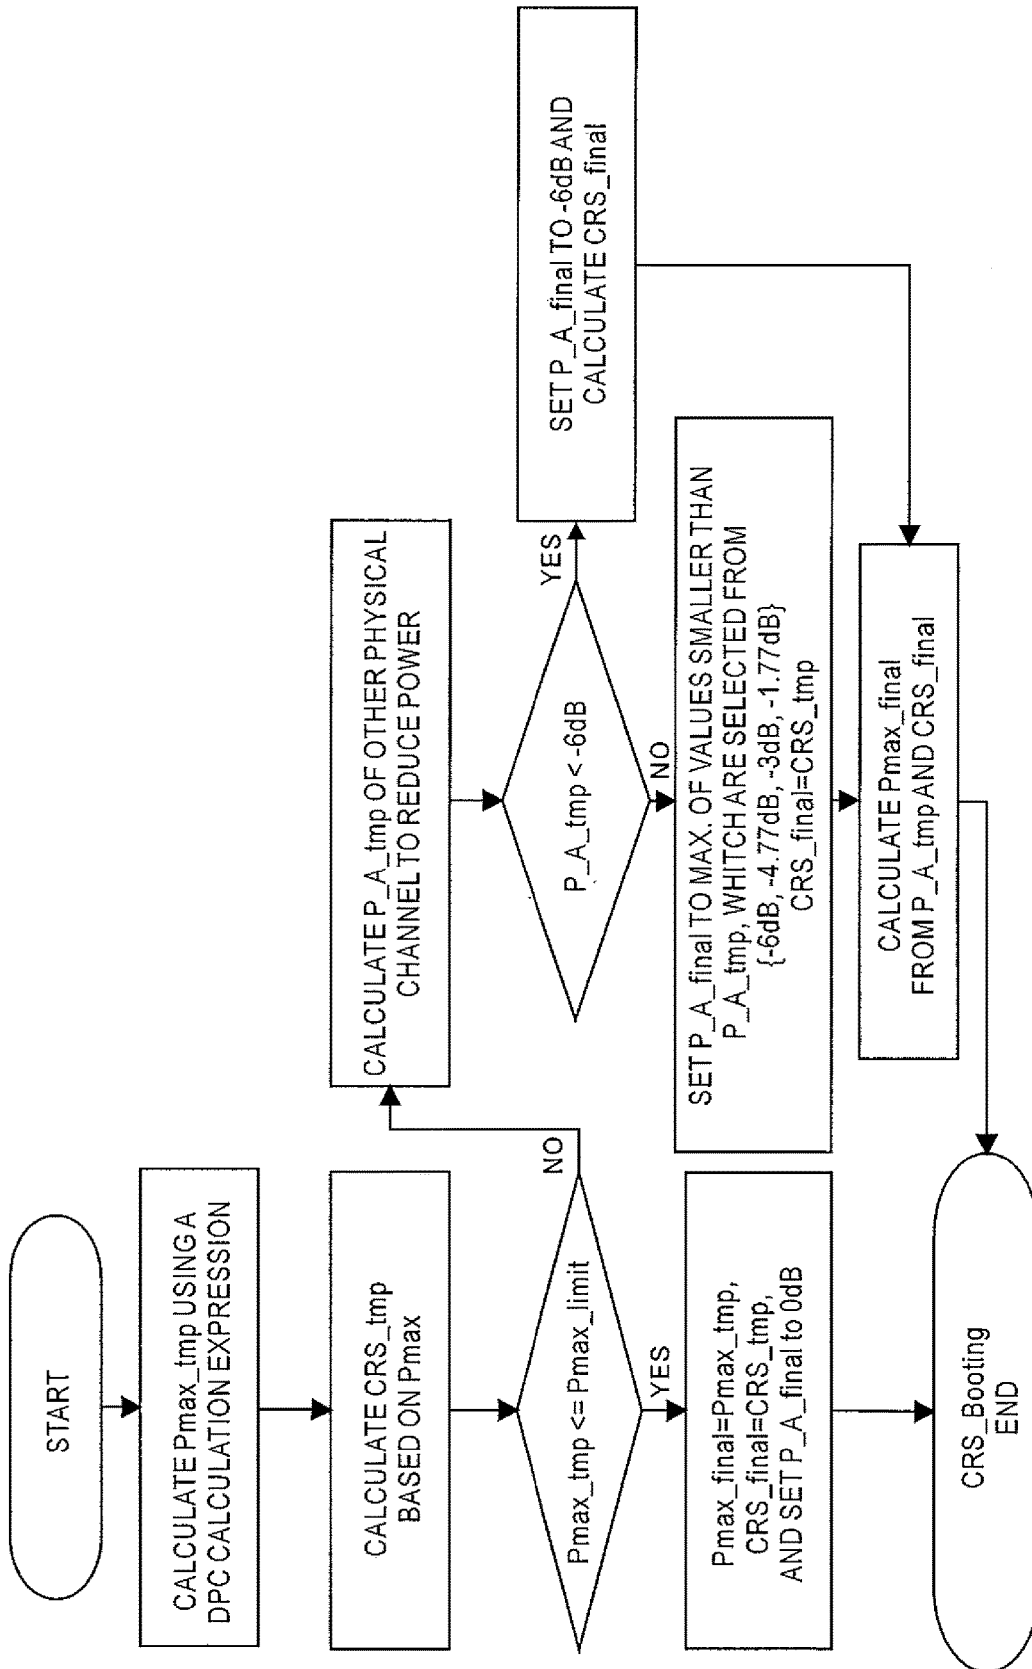 START
CALCULATE Pmax_tmp USING A
DPC CALCULATION EXPRESSION
CALCULATE CRS_tmp
BASED ON Pmax
Pmax_tmp <= Pmax_limit
NO
YES
Pmax_final=Pmax_tmp,
CRS_final=CRS_tmp,
AND SET P_A_final to 0dB
CALCULATE P_A_tmp OF OTHER PHYSICAL
CHANNEL TO REDUCE POWER
P_A_tmp < -6dB
YES
NO
SET P_A_final TO -6dB AND
CALCULATE CRS_final
SET P_A_final TO MAX. OF VALUES SMALLER THAN
P_A_tmp, WHITCH ARE SELECTED FROM
{-6dB, -4.77dB, -3dB, -1.77dB}
CRS_final=CRS_tmp
CALCULATE Pmax_final
FROM P_A_tmp AND CRS_final
CRS_Booting
END